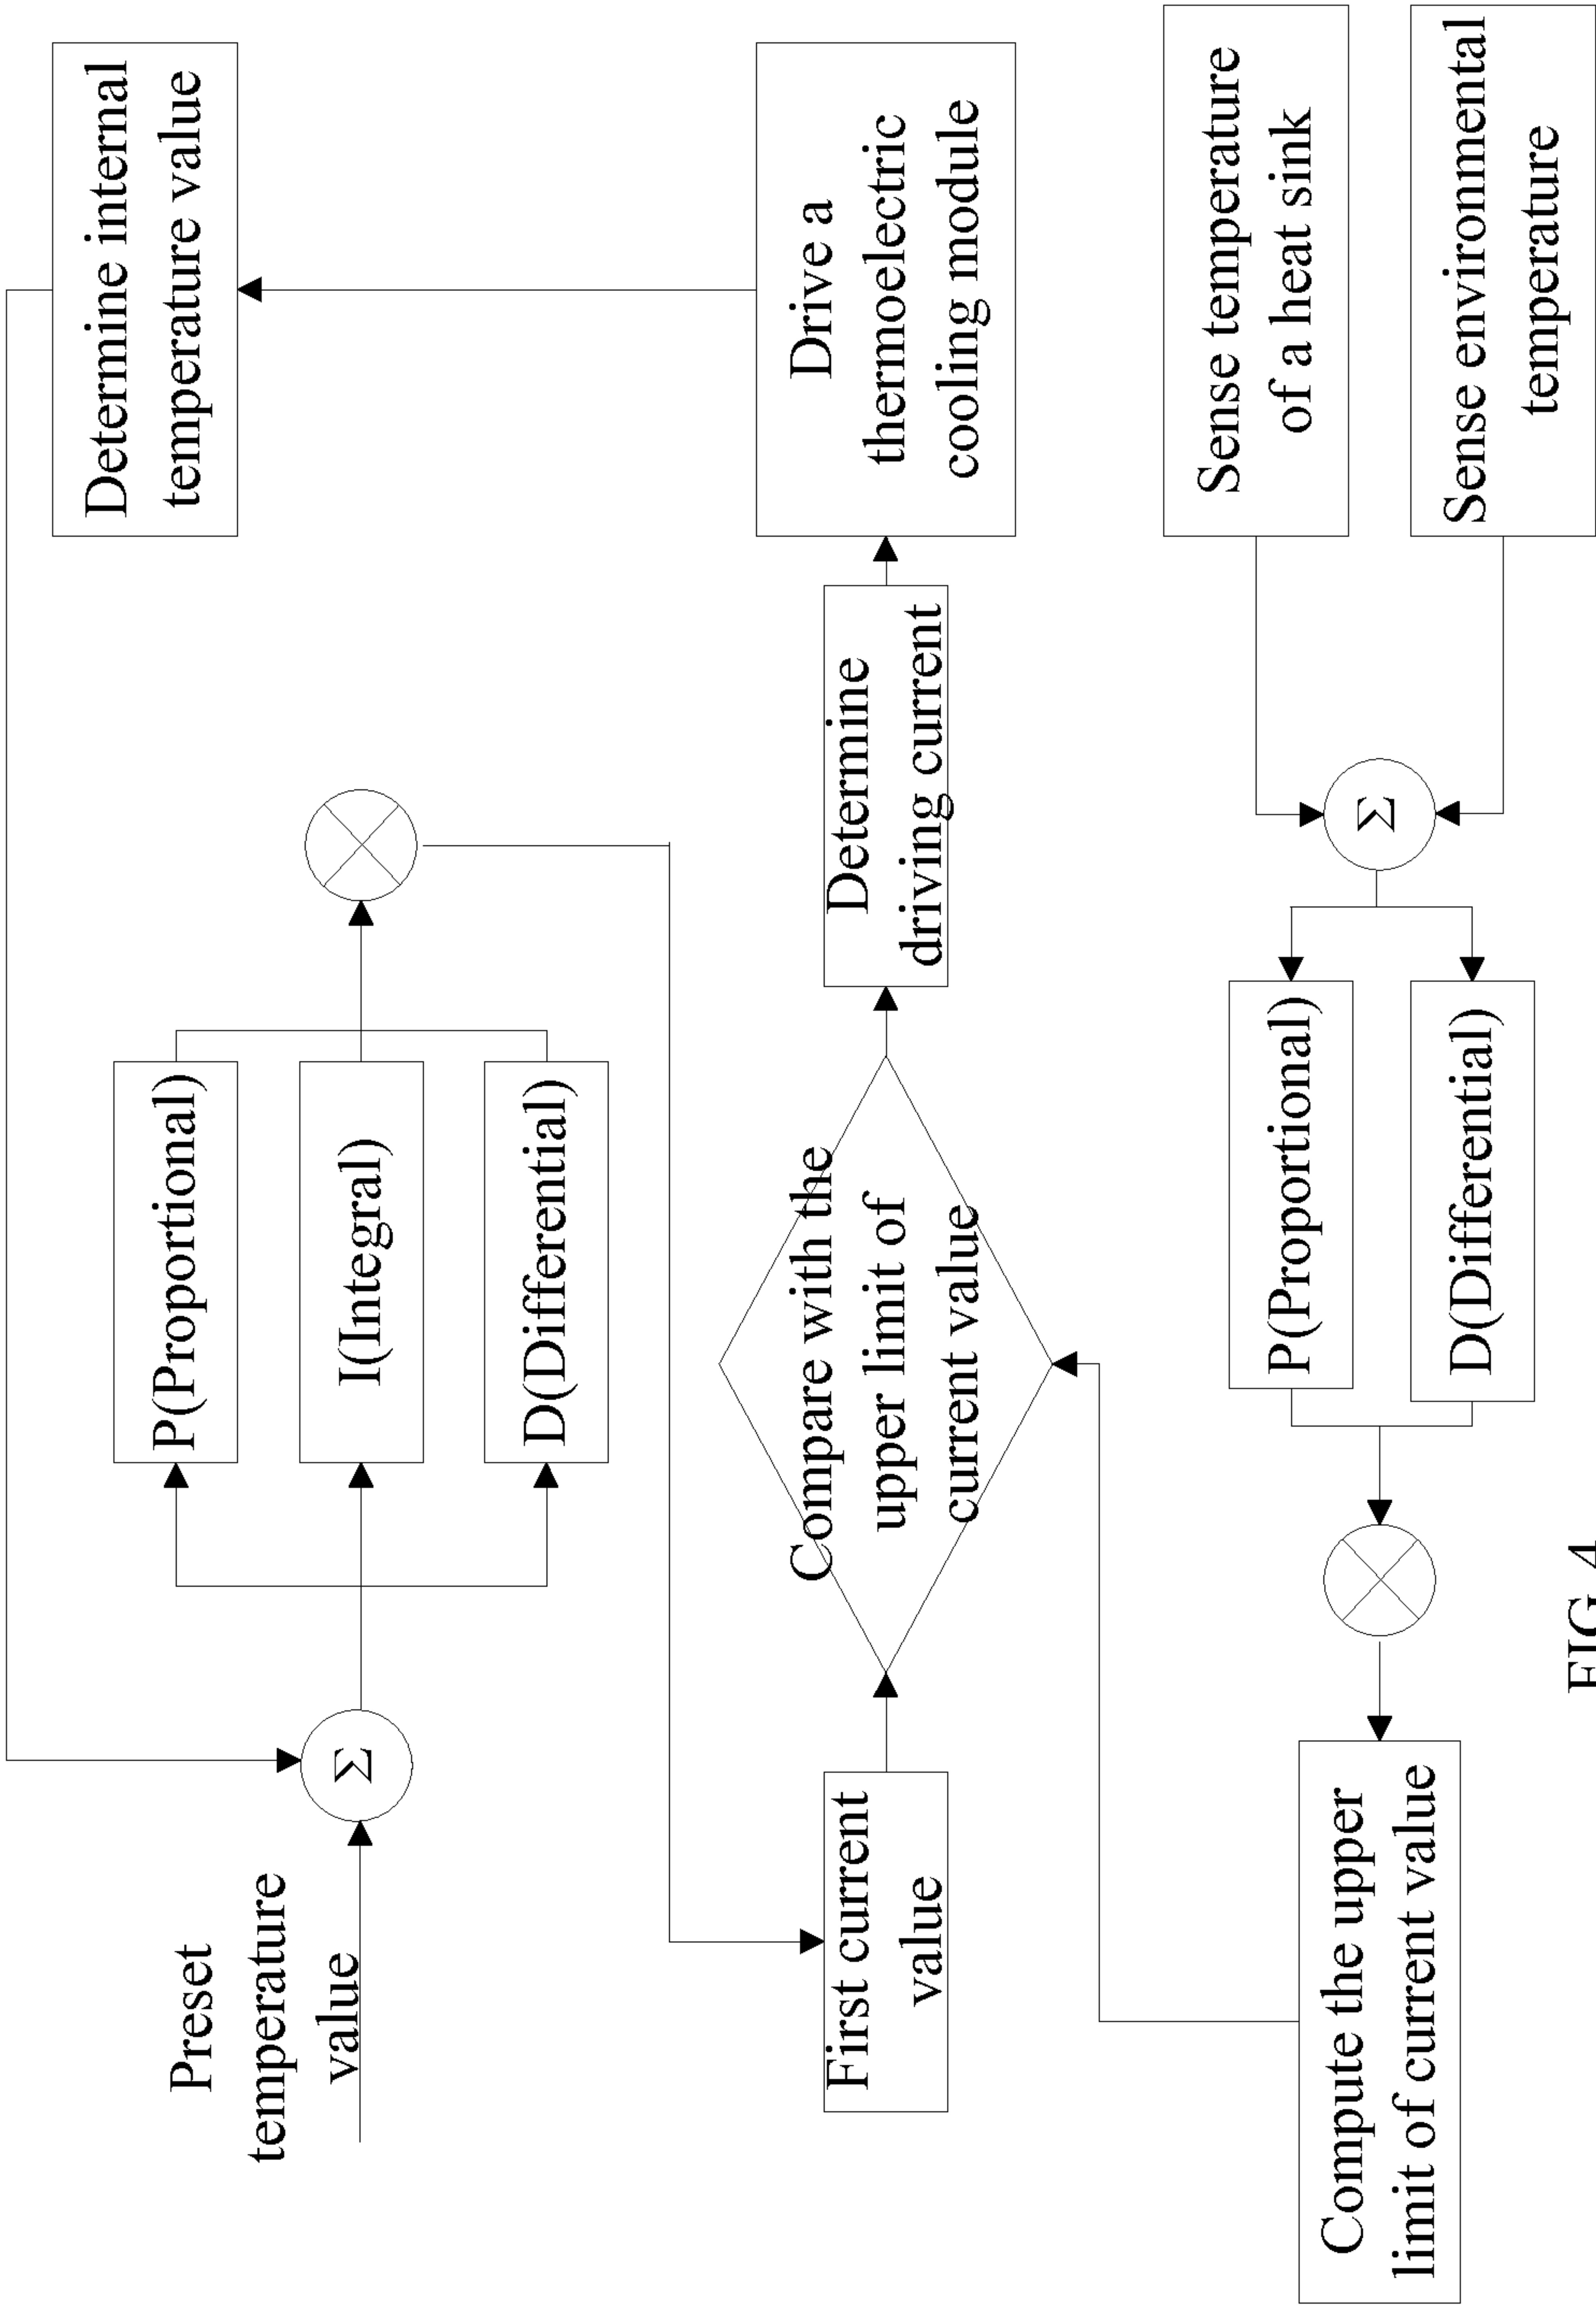 Preset
temperature
value
Σ
P(Proportional)
I(Integral)
D(Differential)
Determine internal
temperature value
First current
value
Compare with the
upper limit of
current value
Determine
driving current
Drive a
thermoelectric
cooling module
Compute the upper
limit of current value
P(Proportional)
D(Differential)
Σ
Sense temperature
of a heat sink
Sense environmental
temperature
FIG 4